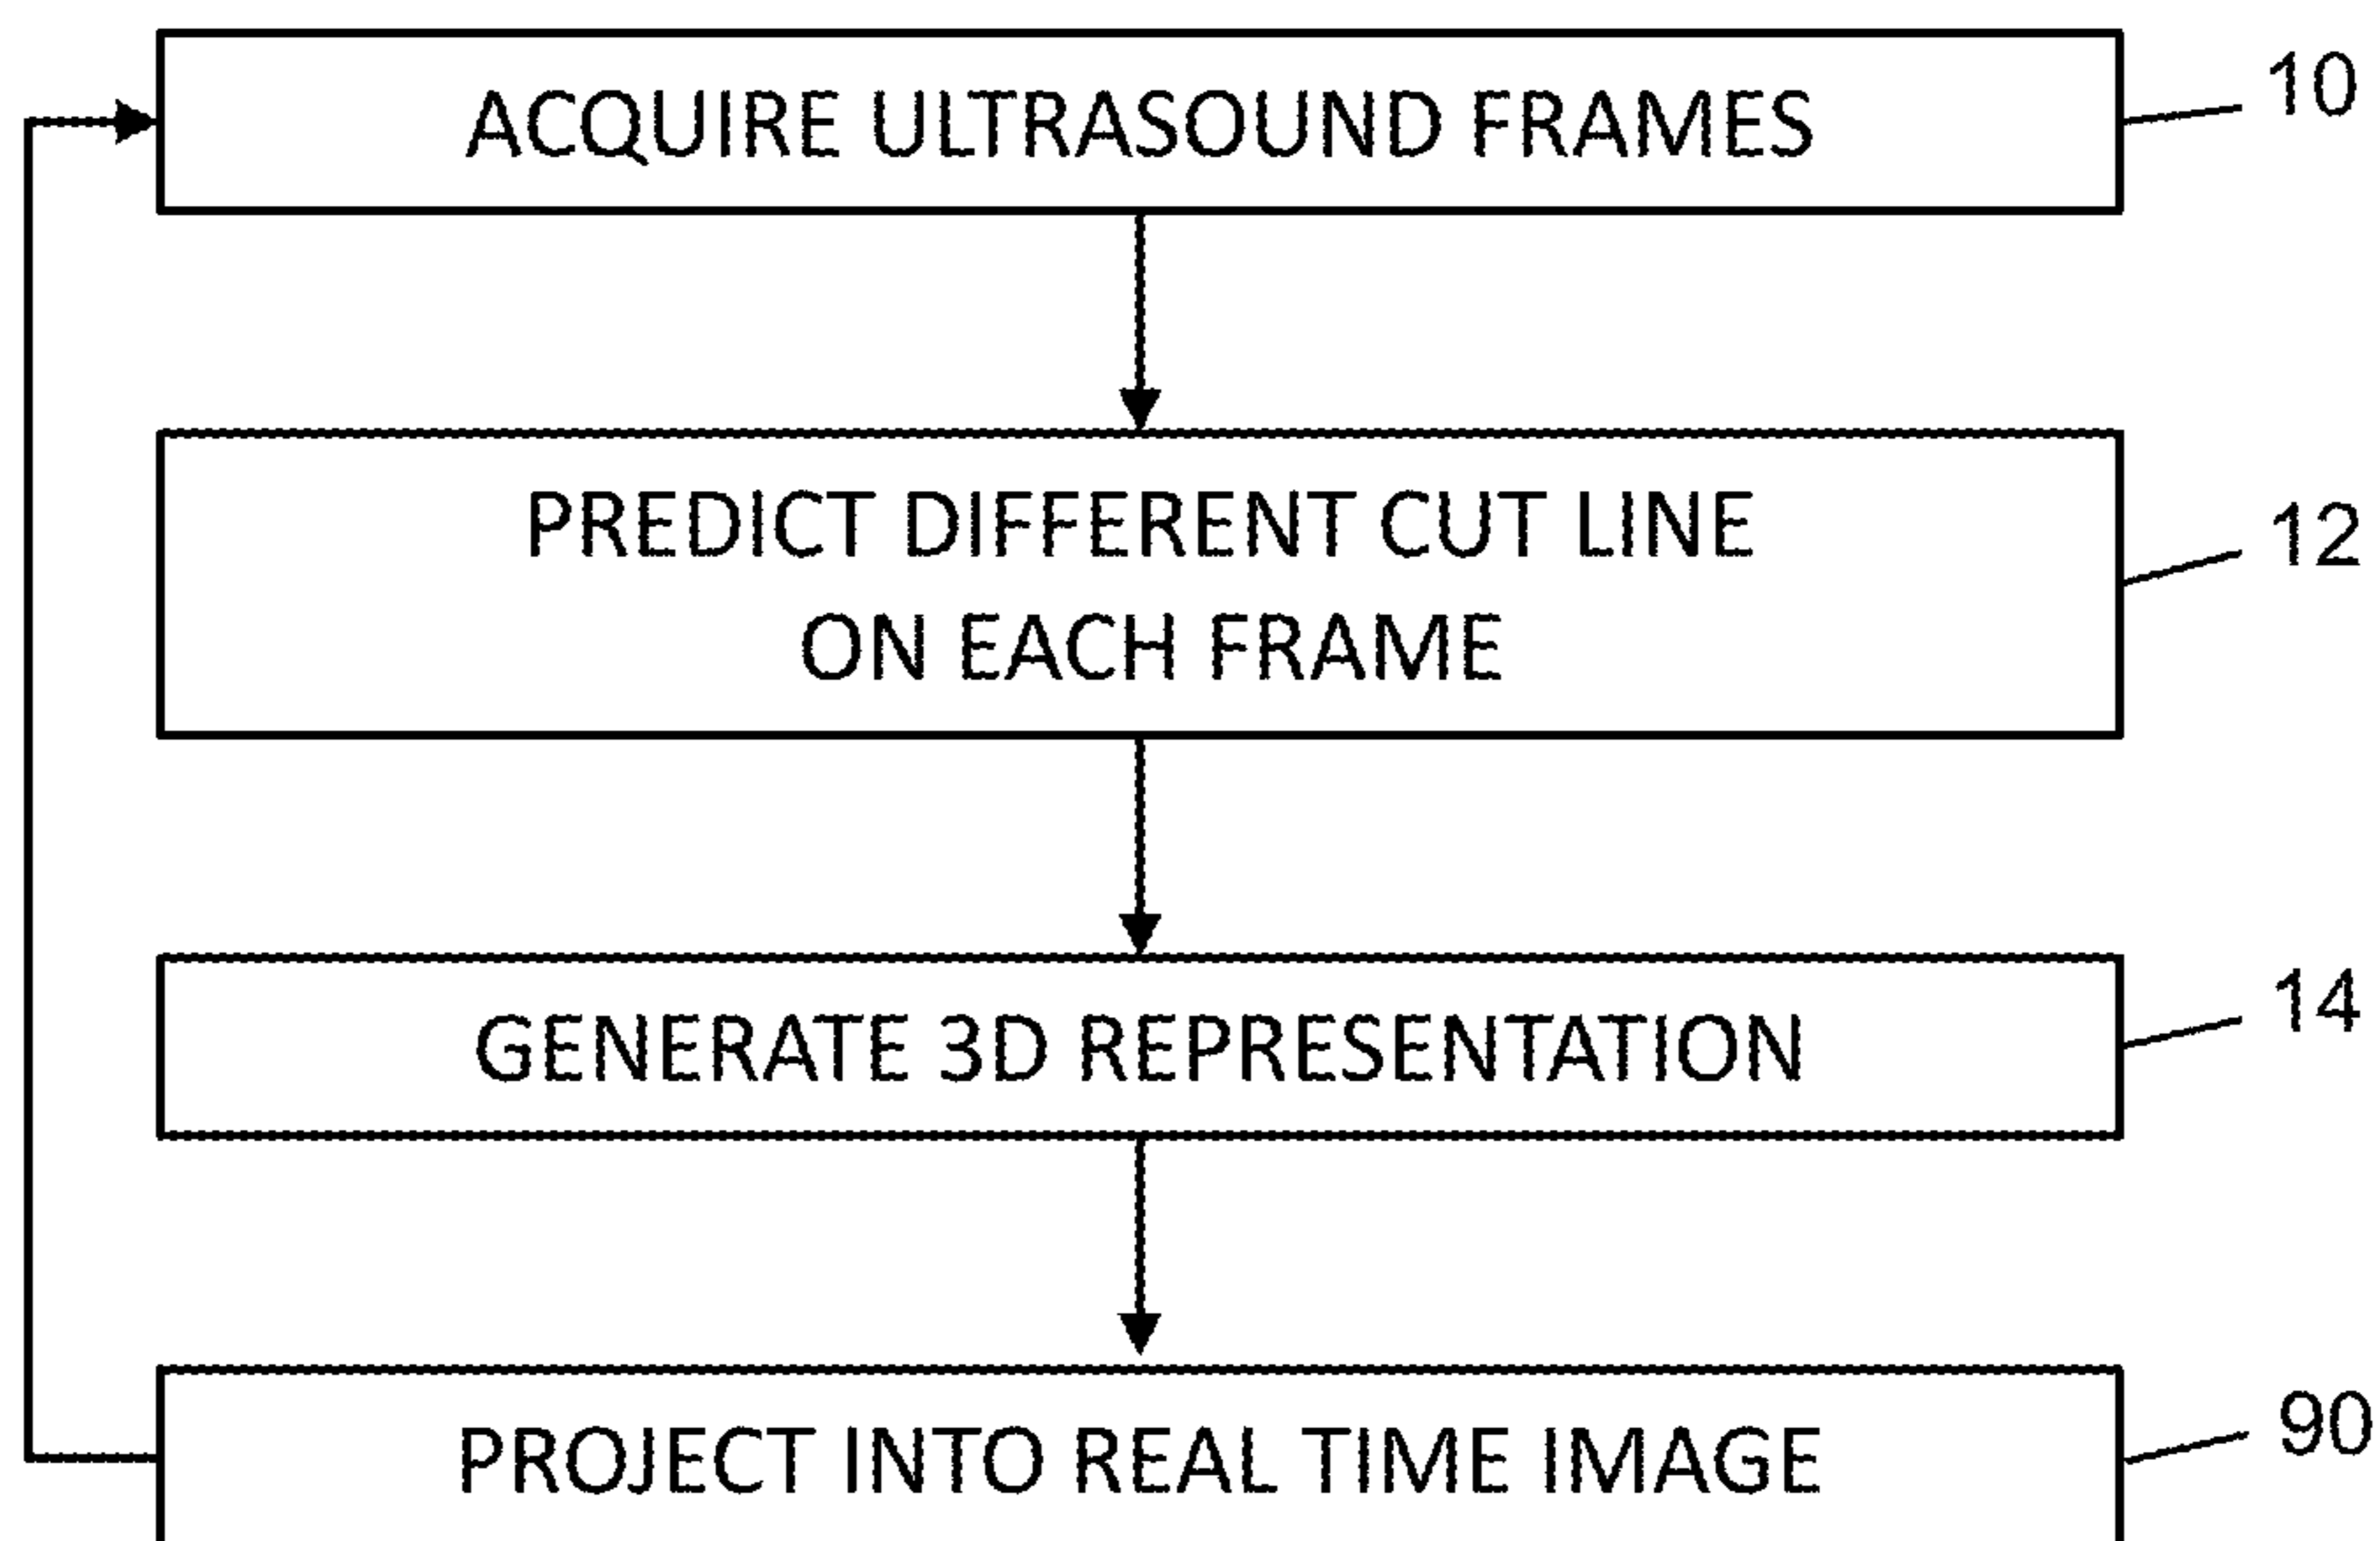 ACQUIRE ULTRASOUND FRAMES
10
PREDICT DIFFERENT CUT LINE
ON EACH FRAME
12
GENERATE 3D REPRESENTATION
14
PROJECT INTO REAL TIME IMAGE
90